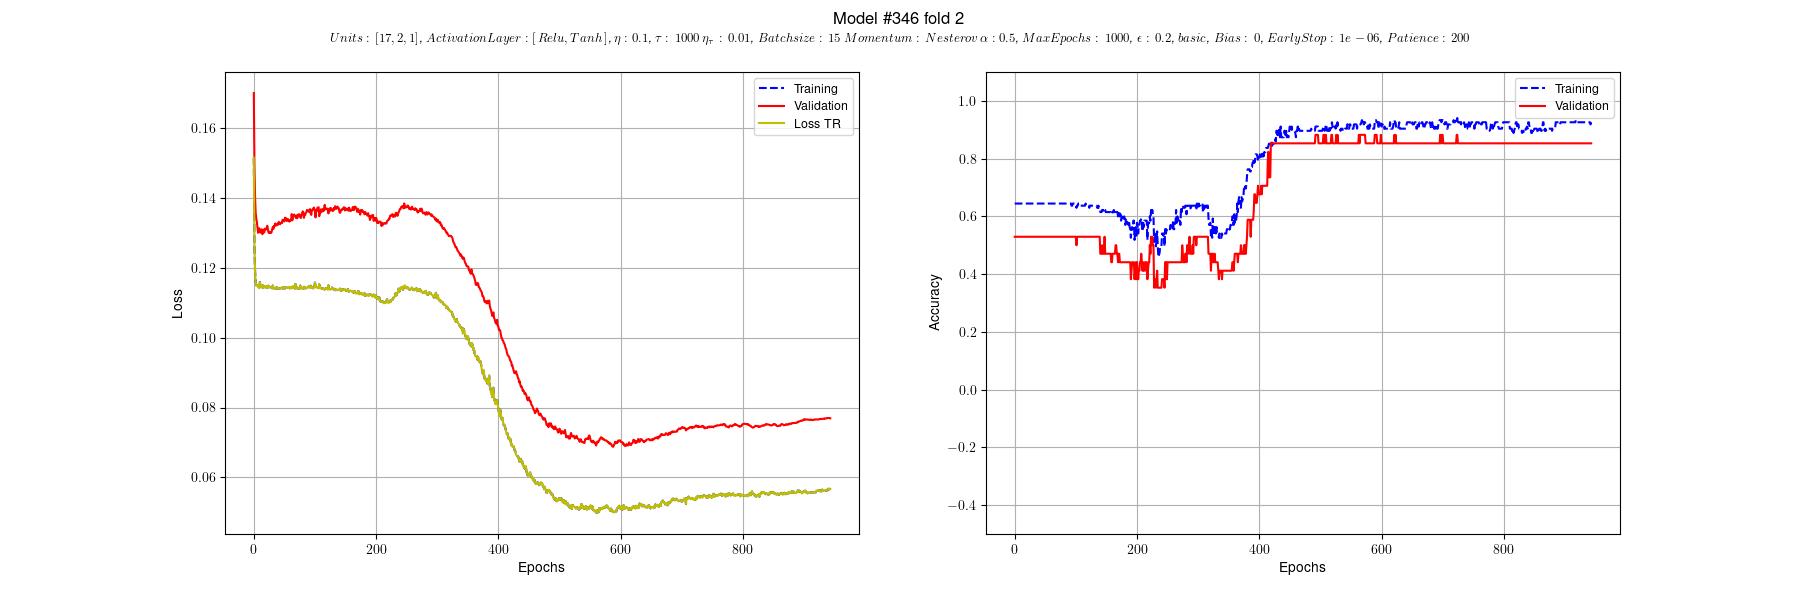 Model #346 fold 2
Units : [17, 2, 1], ActivationLayer : [Relu, Tanh], η : 0.1, τ : 1000 ητ : 0.01, Batchsize : 15 Momentum : Nesterov α : 0.5, MaxEpochs : 1000, ϵ : 0.2, basic, Bias : 0, EarlyStop : 1e − 06, Patience : 200
Training
Validation
Loss TR
0.16
0.14
0.12
0.10
0.08
0.06
Loss
0 200 400 600 800
Epochs
Training
Validation
1.0
0.8
0.6
0.4
0.2
0.0
−0.2
−0.4
Accuracy
0 200 400 600 800
Epochs